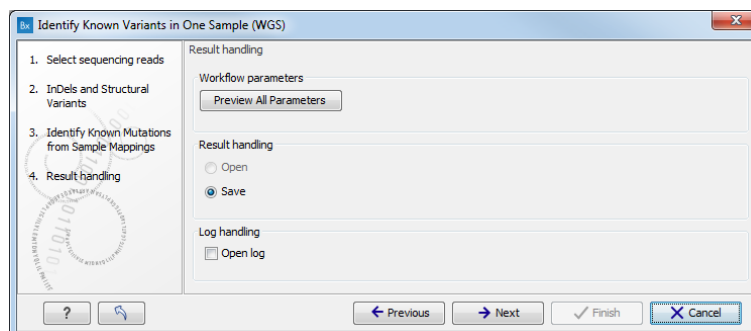 Bx Identify Known Variants in One Sample (WGS)
1. Select sequencing reads
2. InDels and Structural
Variants
3. Identify Known Mutations
from Sample Mappings
4. Result handling
Result handling
Workflow parameters
Preview All Parameters
Result handling
Open
Save
Log handling
Open log
? Previous Next Finish Cancel